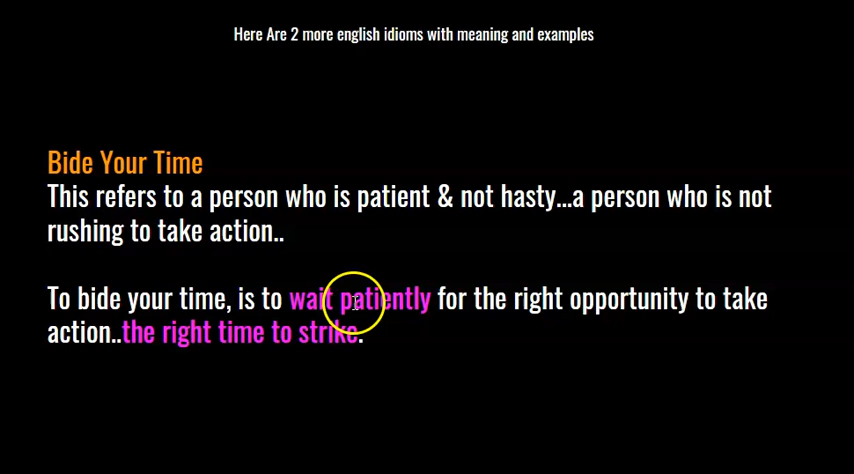 Here Are 2 more english idioms with meaning and examples
Bide Your Time
This refers to a person who is patient & not hasty...a person who is not
rushing to take action..
To bide your time, is to wait patiently for the right opportunity to take
action..the right time to strike.